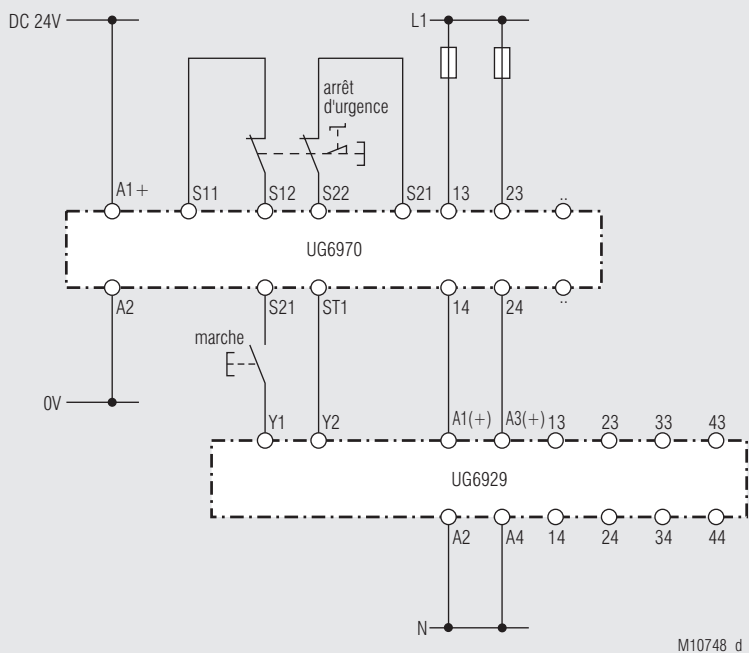 DC 24V
L1
arrêt
d'urgence
A1+ S11 S12 S22 S21 13 23 ..
UG6970
A2 S21 ST1 14 24 ..
marche
0V
Y1 Y2 A1(+) A3(+) 13 23 33 43
UG6929
A2 A4 14 24 34 44
N
M10748_d